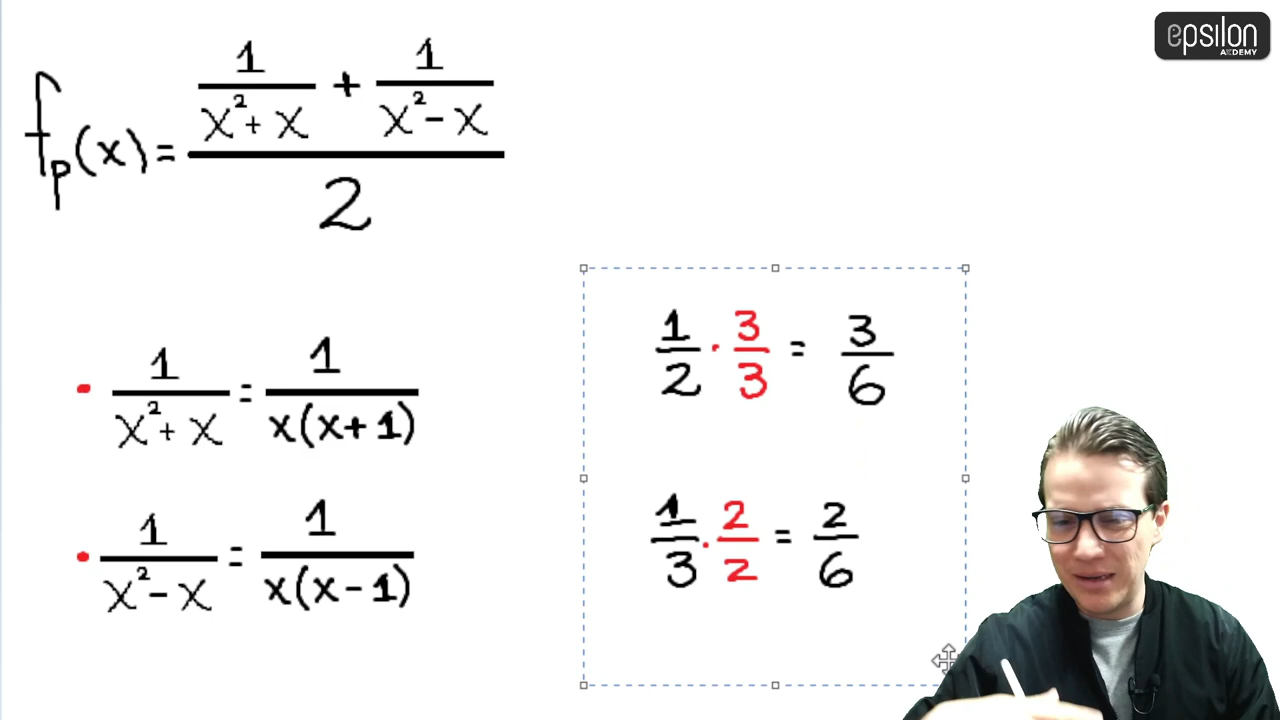 epsilon
AKDEMY
fₚ(x) = (1/(x²+x) + 1/(x²-x))/2
• 1/(x²+x) = 1/(x(x+1))
• 1/(x²-x) = 1/(x(x-1))
1/2 · 3/3 = 3/6
1/3 · 2/2 = 2/6